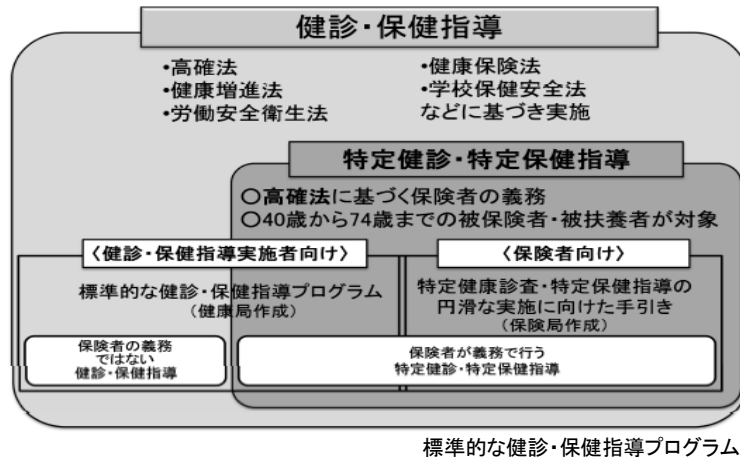 健診・保健指導
・高確法
・健康増進法
・労働安全衛生法
・健康保険法
・学校保健安全法
などに基づき実施
特定健診・特定保健指導
○高確法に基づく保険者の義務
○40歳から74歳までの被保険者・被扶養者が対象
〈健診・保健指導実施者向け〉
標準的な健診・保健指導プログラム
(健康局作成)
〈保険者向け〉
特定健康診査・特定保健指導の
円滑な実施に向けた手引き
(保険局作成)
保険者の義務
ではない
健診・保健指導
保険者が義務で行う
特定健診・特定保健指導
標準的な健診・保健指導プログラム